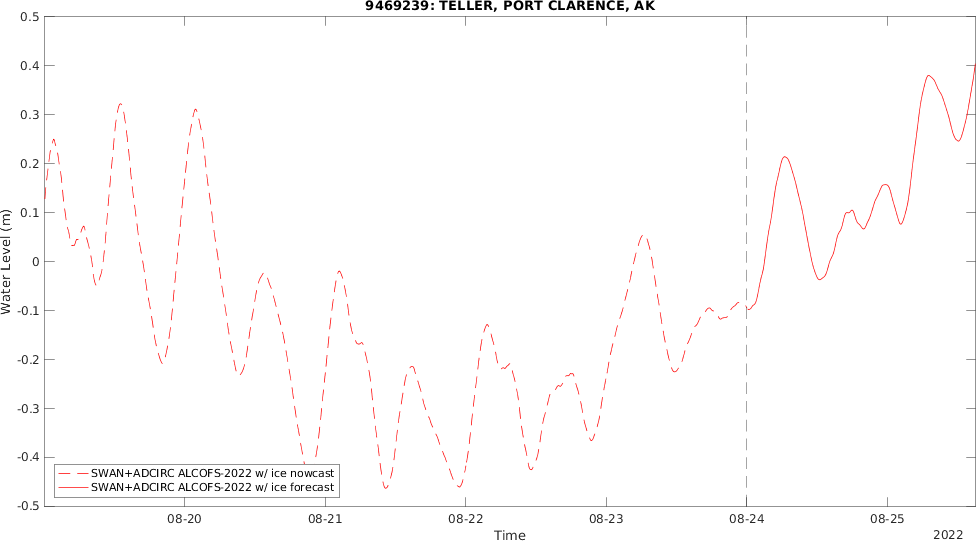 9469239: TELLER, PORT CLARENCE, AK
0.5
0.4
0.3
0.2
0.1
0
-0.1
-0.2
-0.3
-0.4
-0.5
Water Level (m)
SWAN+ADCIRC ALCOFS-2022 w/ ice nowcast
SWAN+ADCIRC ALCOFS-2022 w/ ice forecast
08-20 08-21 08-22 08-23 08-24 08-25
Time
2022